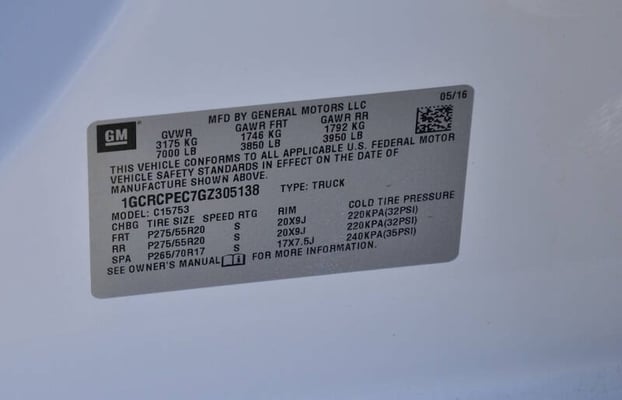 05/16
MFD BY GENERAL MOTORS LLC
GM
GVWR GAWR FRT GAWR RR
3175 KG 1746 KG 1792 KG
7000 LB 3850 LB 3950 LB
THIS VEHICLE CONFORMS TO ALL APPLICABLE U.S. FEDERAL MOTOR
VEHICLE SAFETY STANDARDS IN EFFECT ON THE DATE OF
MANUFACTURE SHOWN ABOVE.
1GCRCPEC7GZ305138 TYPE: TRUCK
MODEL: C15753
CHBG TIRE SIZE SPEED RTG RIM COLD TIRE PRESSURE
FRT P275/55R20 S 20X9J 220KPA(32PSI)
RR P275/55R20 S 20X9J 220KPA(32PSI)
SPA P265/70R17 S 17X7.5J 240KPA(35PSI)
SEE OWNER'S MANUAL FOR MORE INFORMATION.